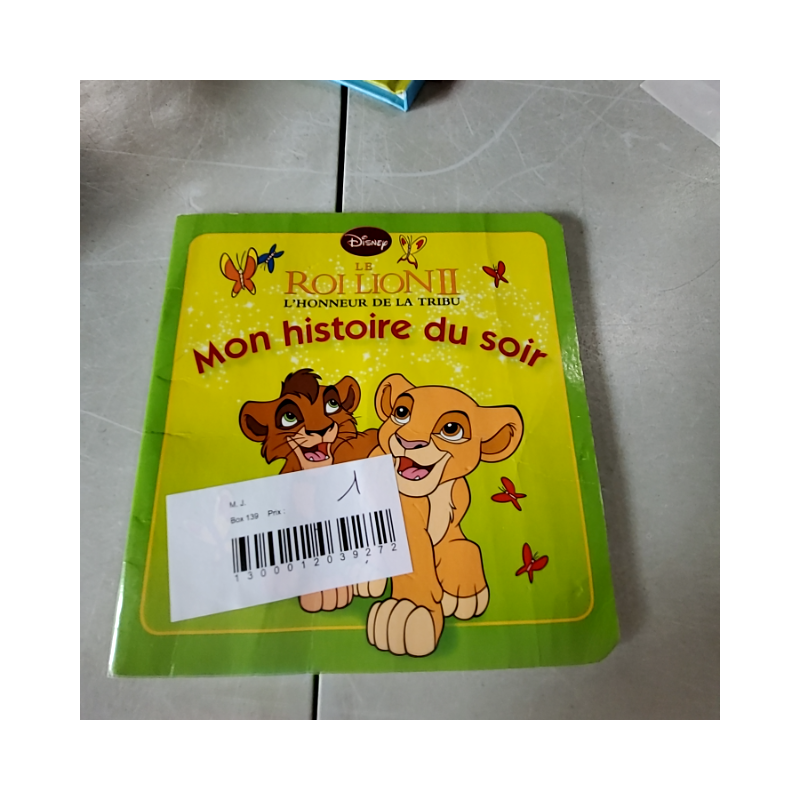 Disney
LE
ROI LION II
L'HONNEUR DE LA TRIBU
Mon histoire du soir
1
M. J.
Box 139 Prix :
1300012039272